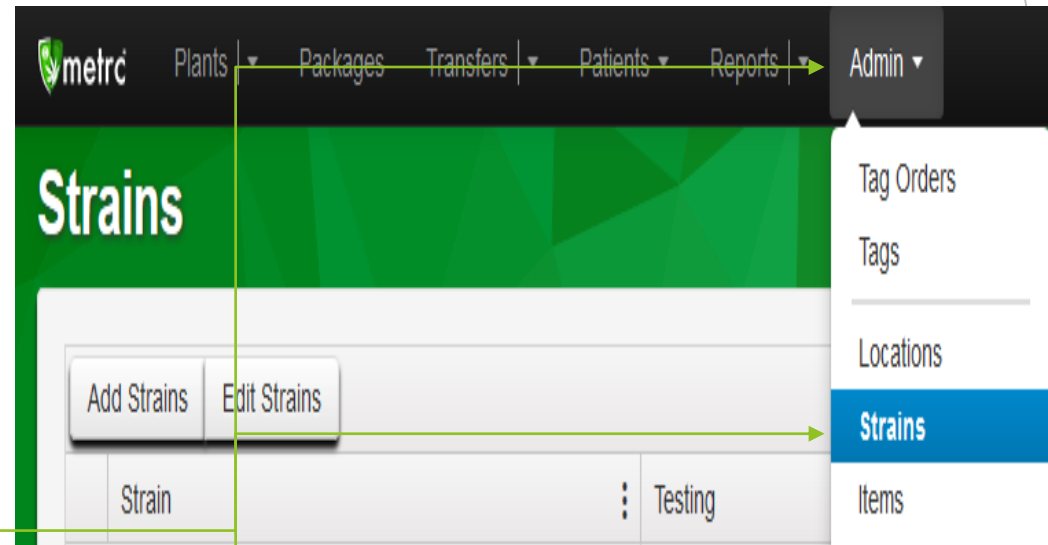 metrc Plants Packages Transfers Patients Reports Admin
Strains
Tag Orders
Tags
Locations
Add Strains Edit Strains
Strains
Strain Testing
Items